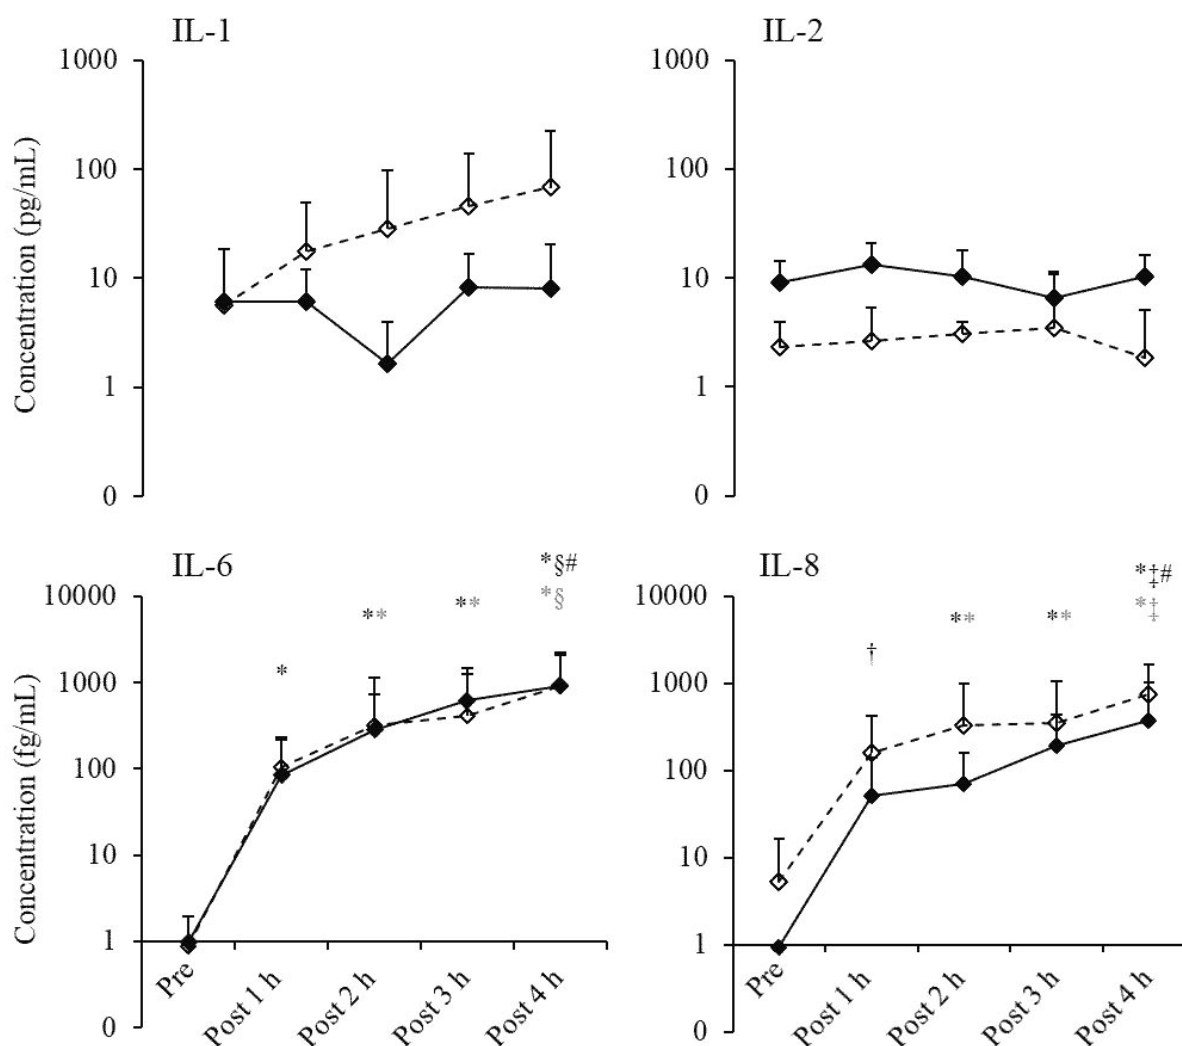 IL-1
1000
100
10
1
0
Concentration (pg/mL)
IL-2
1000
100
10
1
0
IL-6
*§#
*§
**
**
*
10000
1000
100
10
1
0
Concentration (fg/mL)
Pre
Post 1 h
Post 2 h
Post 3 h
Post 4 h
IL-8
*‡#
*‡
**
**
†
10000
1000
100
10
1
0
Pre
Post 1 h
Post 2 h
Post 3 h
Post 4 h